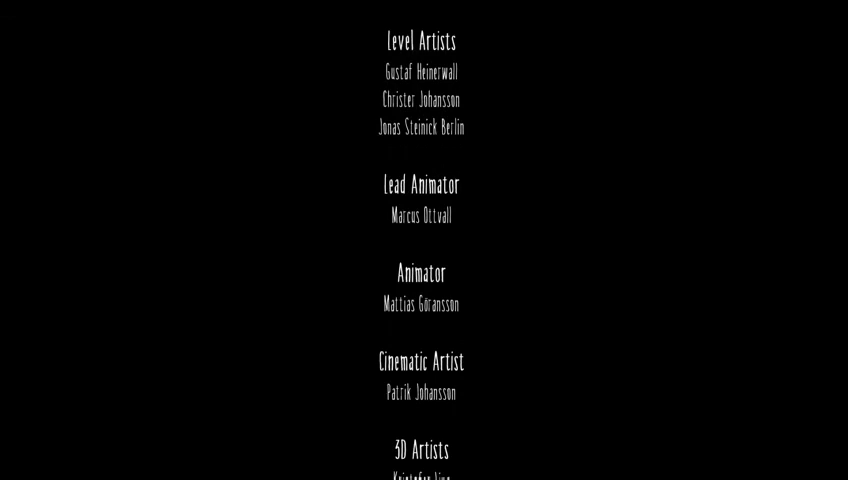 Level Artists
Gustaf Heinerwall
Christer Johansson
Jonas Steinick Berlin
Lead Animator
Marcus Ottvall
Animator
Mattias Göransson
Cinematic Artist
Patrik Johansson
3D Artists